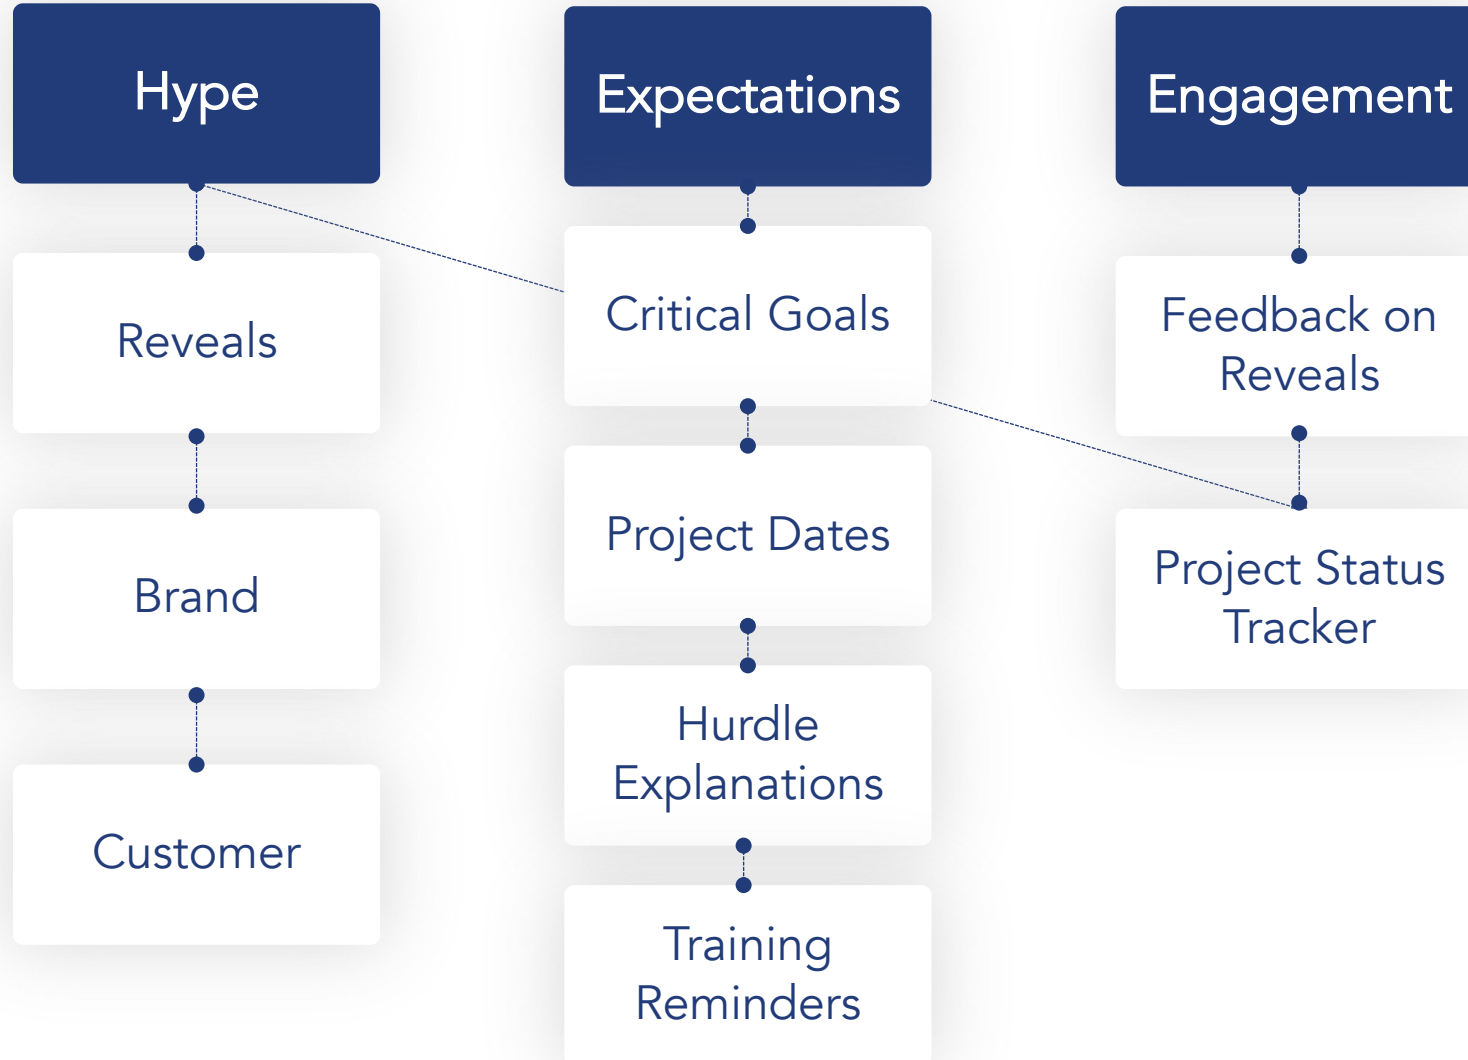 Hype
Reveals
Brand
Customer
Expectations
Critical Goals
Project Dates
Hurdle
Explanations
Training
Reminders
Engagement
Feedback on
Reveals
Project Status
Tracker